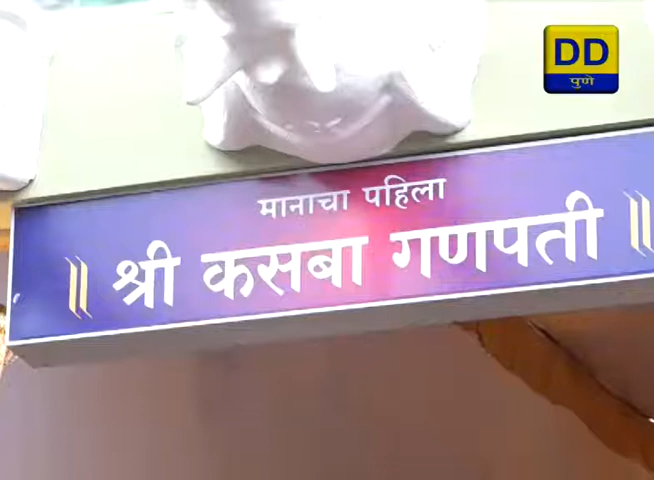 DD
पुणे
मानाचा पहिला
॥ श्री कसबा गणपती ॥